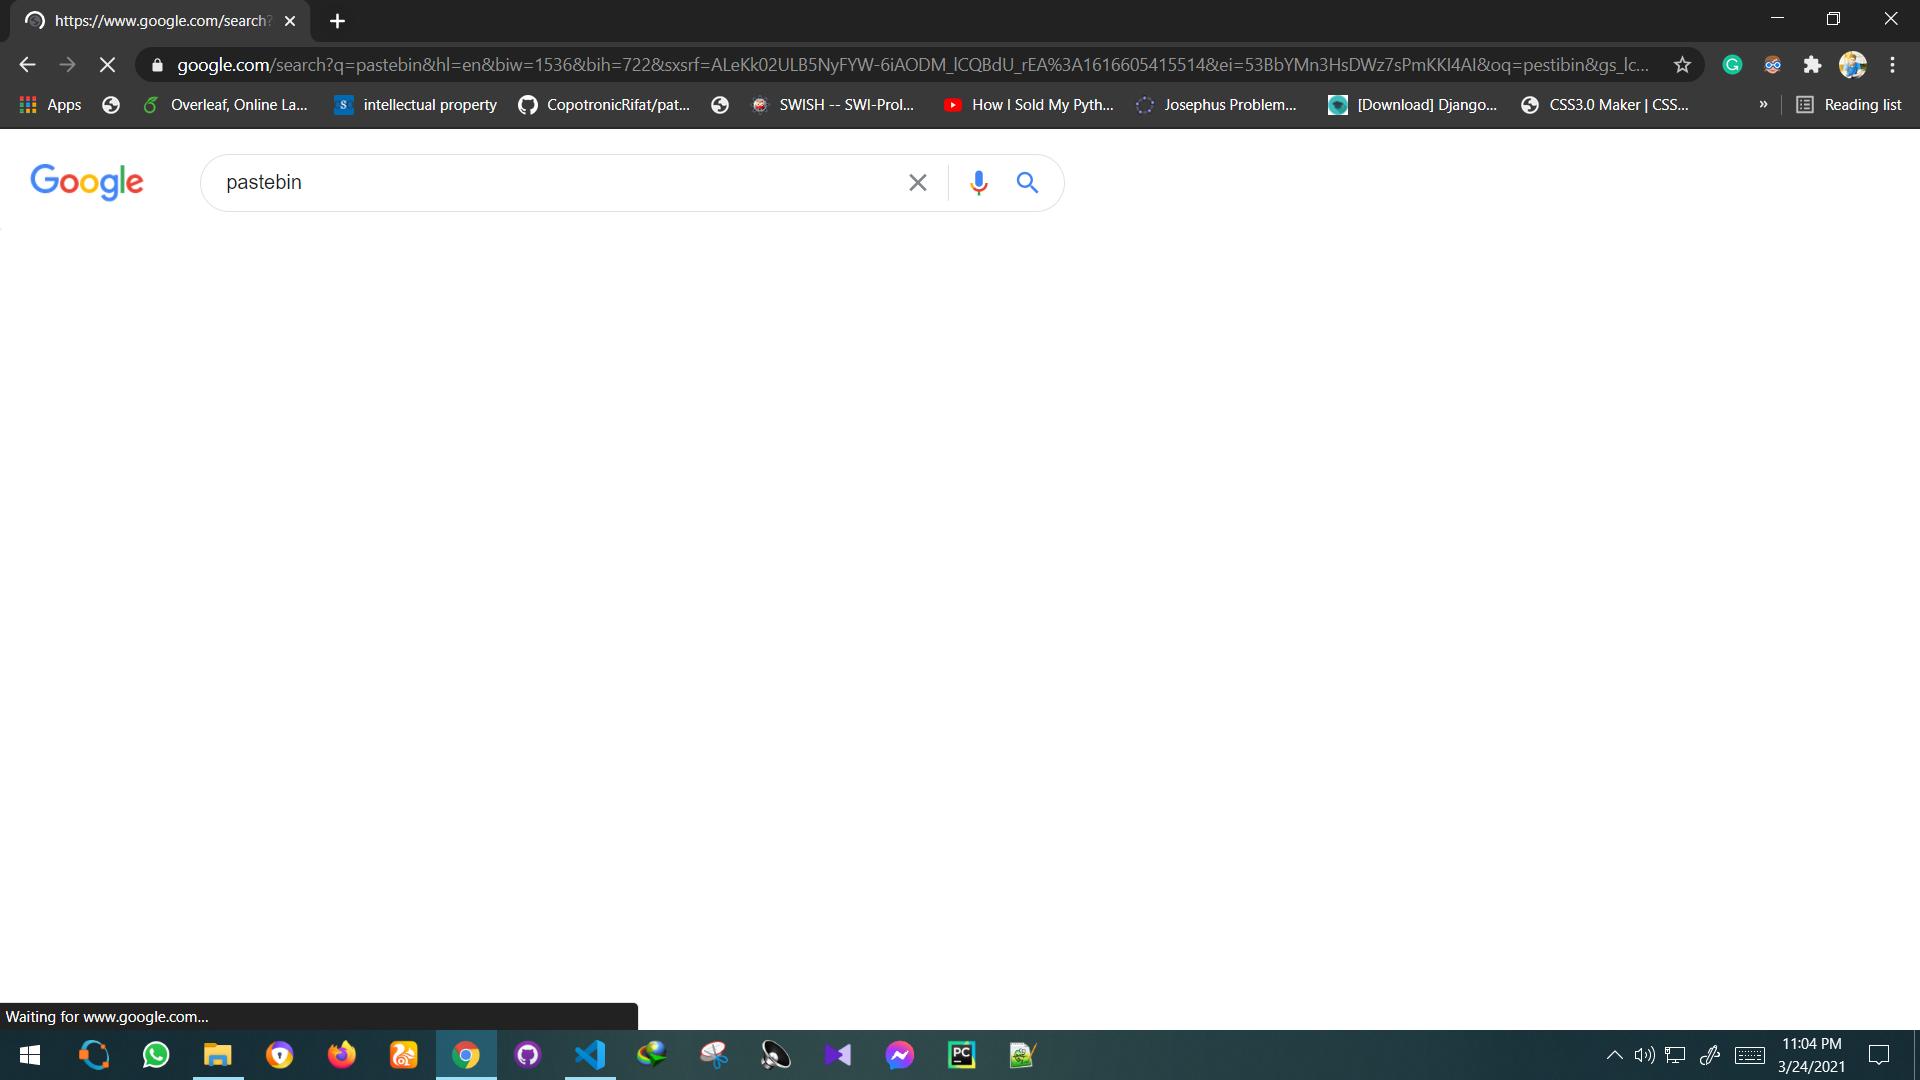 https://www.google.com/search?
google.com/search?q=pastebin&hl=en&biw=1536&bih=722&sxsrf=ALeKk02ULB5NyFYW-6iAODM_lCQBdU_rEA%3A1616605415514&ei=53BbYMn3HsDWz7sPmKKI4AI&oq=pestibin&gs_lc...
Apps
Overleaf, Online La...
S intellectual property
CopotronicRifat/pat...
SWISH -- SWI-Prol...
How I Sold My Pyth...
Josephus Problem...
[Download] Django...
CSS3.0 Maker | CSS...
»
Reading list
Google
pastebin
Waiting for www.google.com...
PC
11:04 PM
3/24/2021